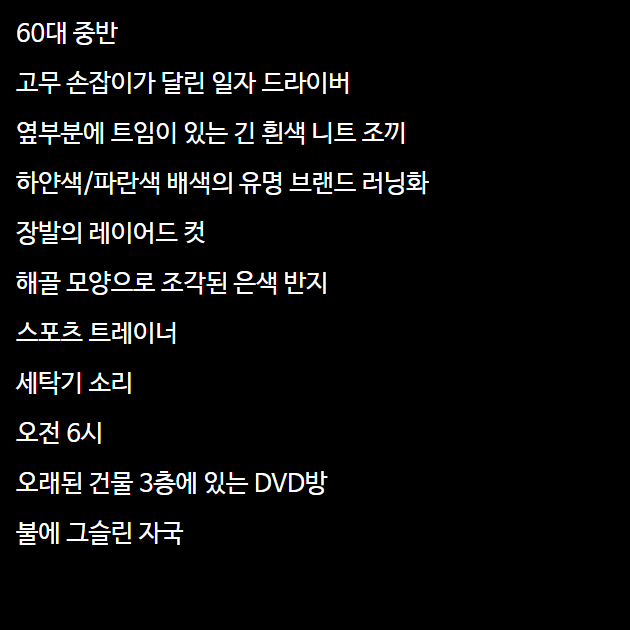 60대 중반
고무 손잡이가 달린 일자 드라이버
옆부분에 트임이 있는 긴 흰색 니트 조끼
하얀색/파란색 배색의 유명 브랜드 러닝화
장발의 레이어드 컷
해골 모양으로 조각된 은색 반지
스포츠 트레이너
세탁기 소리
오전 6시
오래된 건물 3층에 있는 DVD방
불에 그슬린 자국